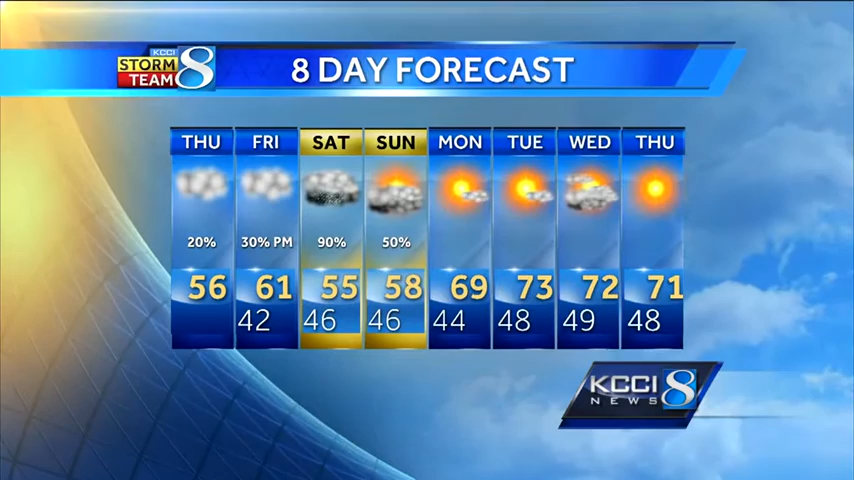 KCCI
STORM
TEAM 8
8 DAY FORECAST
THU FRI SAT SUN MON TUE WED THU
20% 30% PM 90% 50%
56 61 55 58 69 73 72 71
42 46 46 44 48 49 48
KCCI 8
NEWS